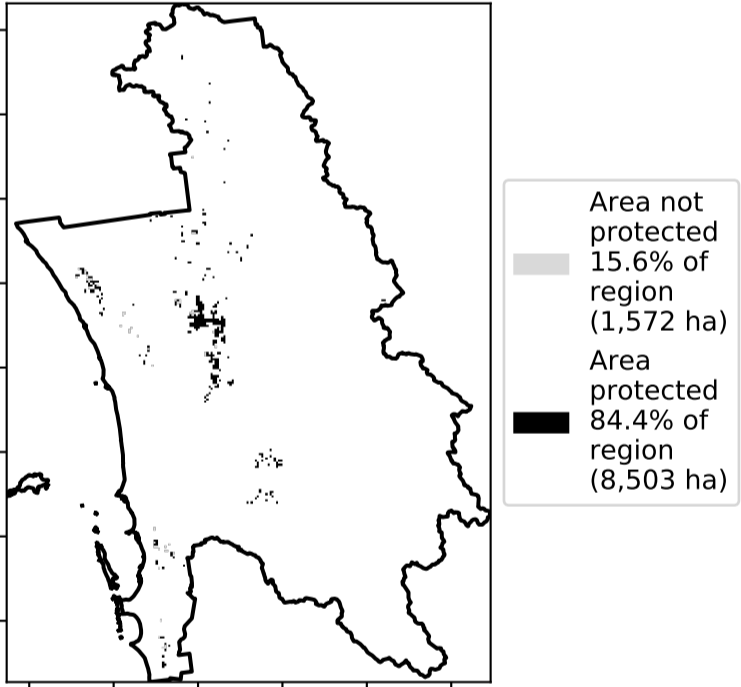 Area not
protected
15.6% of
region
(1,572 ha)
Area
protected
84.4% of
region
(8,503 ha)